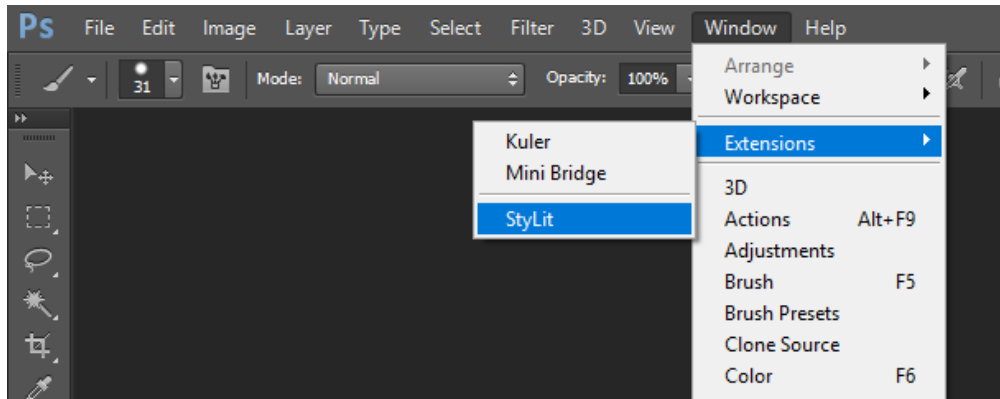 Ps File Edit Image Layer Type Select Filter 3D View Window Help
31 Mode: Normal Opacity: 100%
Arrange
Workspace
Extensions
Kuler
Mini Bridge
StyLit
3D
Actions Alt+F9
Adjustments
Brush F5
Brush Presets
Clone Source
Color F6